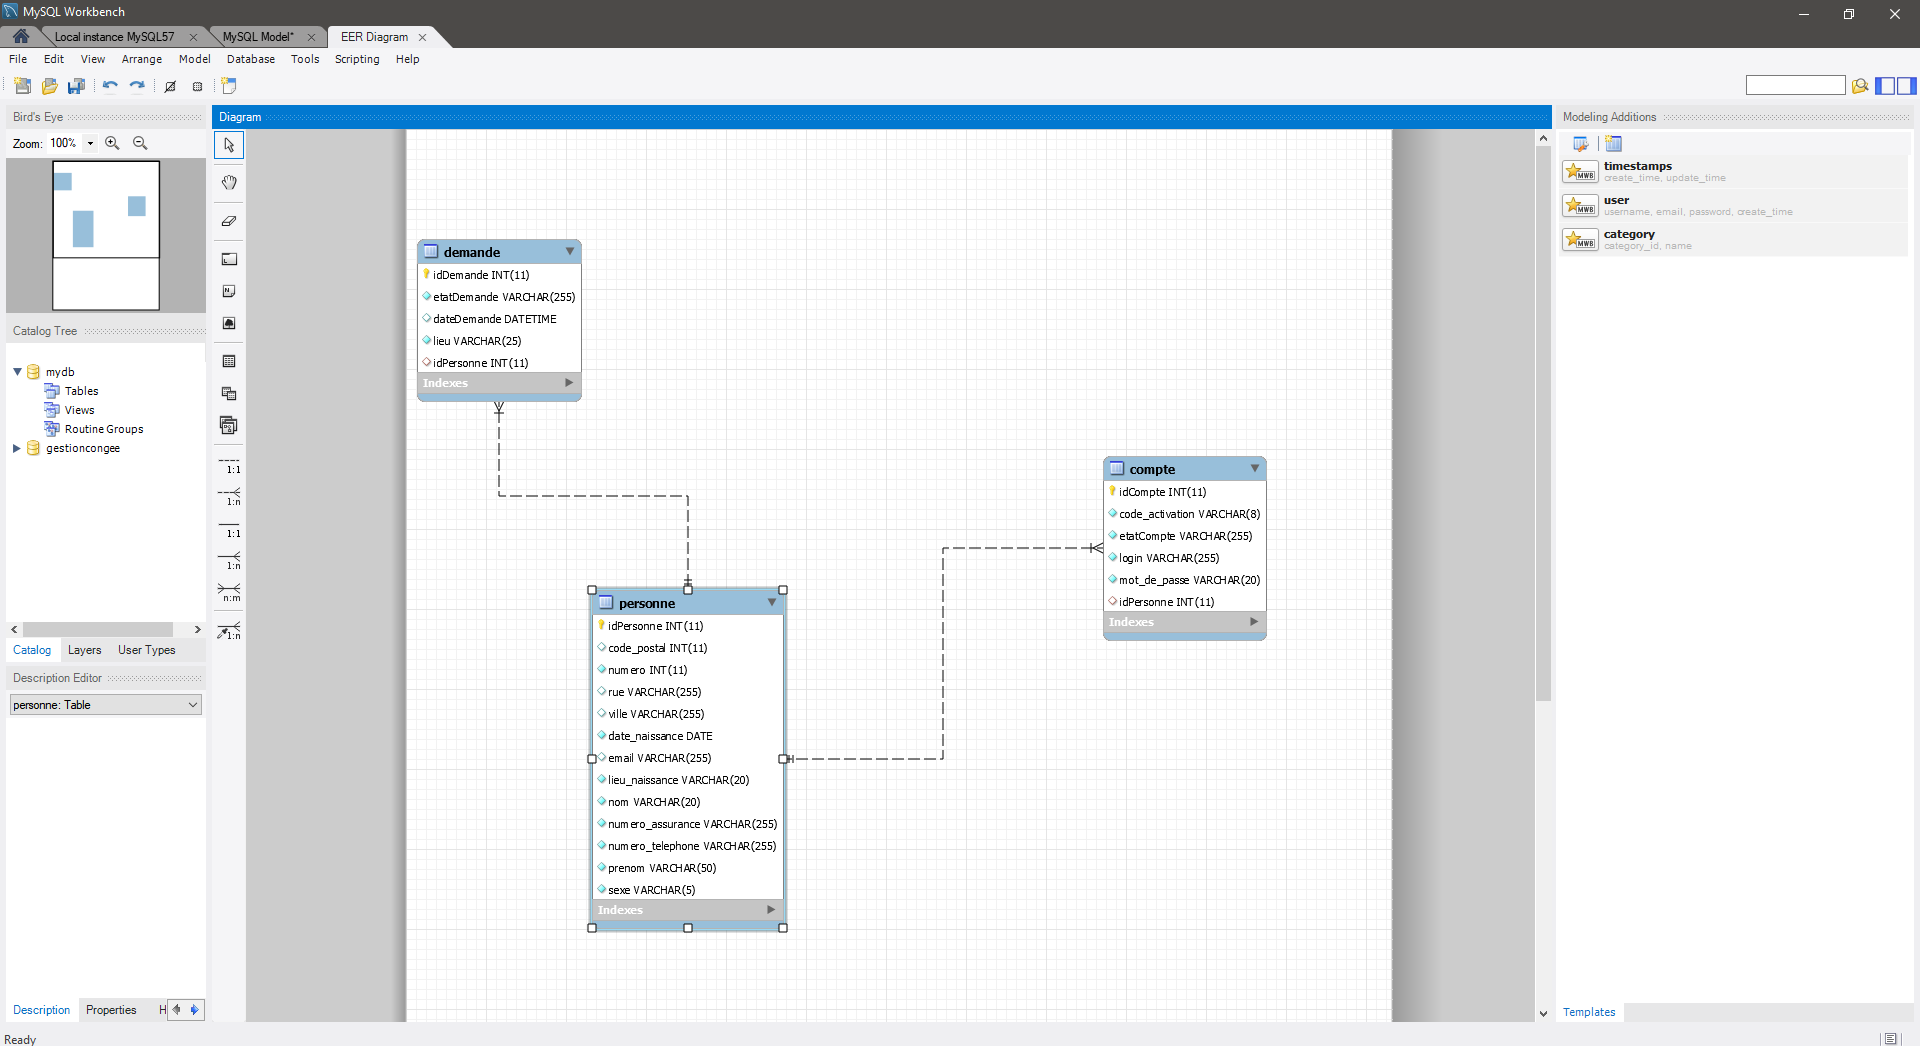 MySQL Workbench
Local instance MySQL57
MySQL Model*
EER Diagram
File Edit View Arrange Model Database Tools Scripting Help
Bird's Eye
Zoom: 100%
Catalog Tree
mydb
Tables
Views
Routine Groups
gestioncongee
Catalog Layers User Types
Description Editor
personne: Table
Description Properties H
Ready
Diagram
1:1
1:n
1:1
1:n
n:m
1:n
demande
idDemande INT(11)
etatDemande VARCHAR(255)
dateDemande DATETIME
lieu VARCHAR(25)
idPersonne INT(11)
Indexes
personne
idPersonne INT(11)
code_postal INT(11)
numero INT(11)
rue VARCHAR(255)
ville VARCHAR(255)
date_naissance DATE
email VARCHAR(255)
lieu_naissance VARCHAR(20)
nom VARCHAR(20)
numero_assurance VARCHAR(255)
numero_telephone VARCHAR(255)
prenom VARCHAR(50)
sexe VARCHAR(5)
Indexes
compte
idCompte INT(11)
code_activation VARCHAR(8)
etatCompte VARCHAR(255)
login VARCHAR(255)
mot_de_passe VARCHAR(20)
idPersonne INT(11)
Indexes
Modeling Additions
MWB
timestamps
create_time, update_time
MWB
user
username, email, password, create_time
MWB
category
category_id, name
Templates